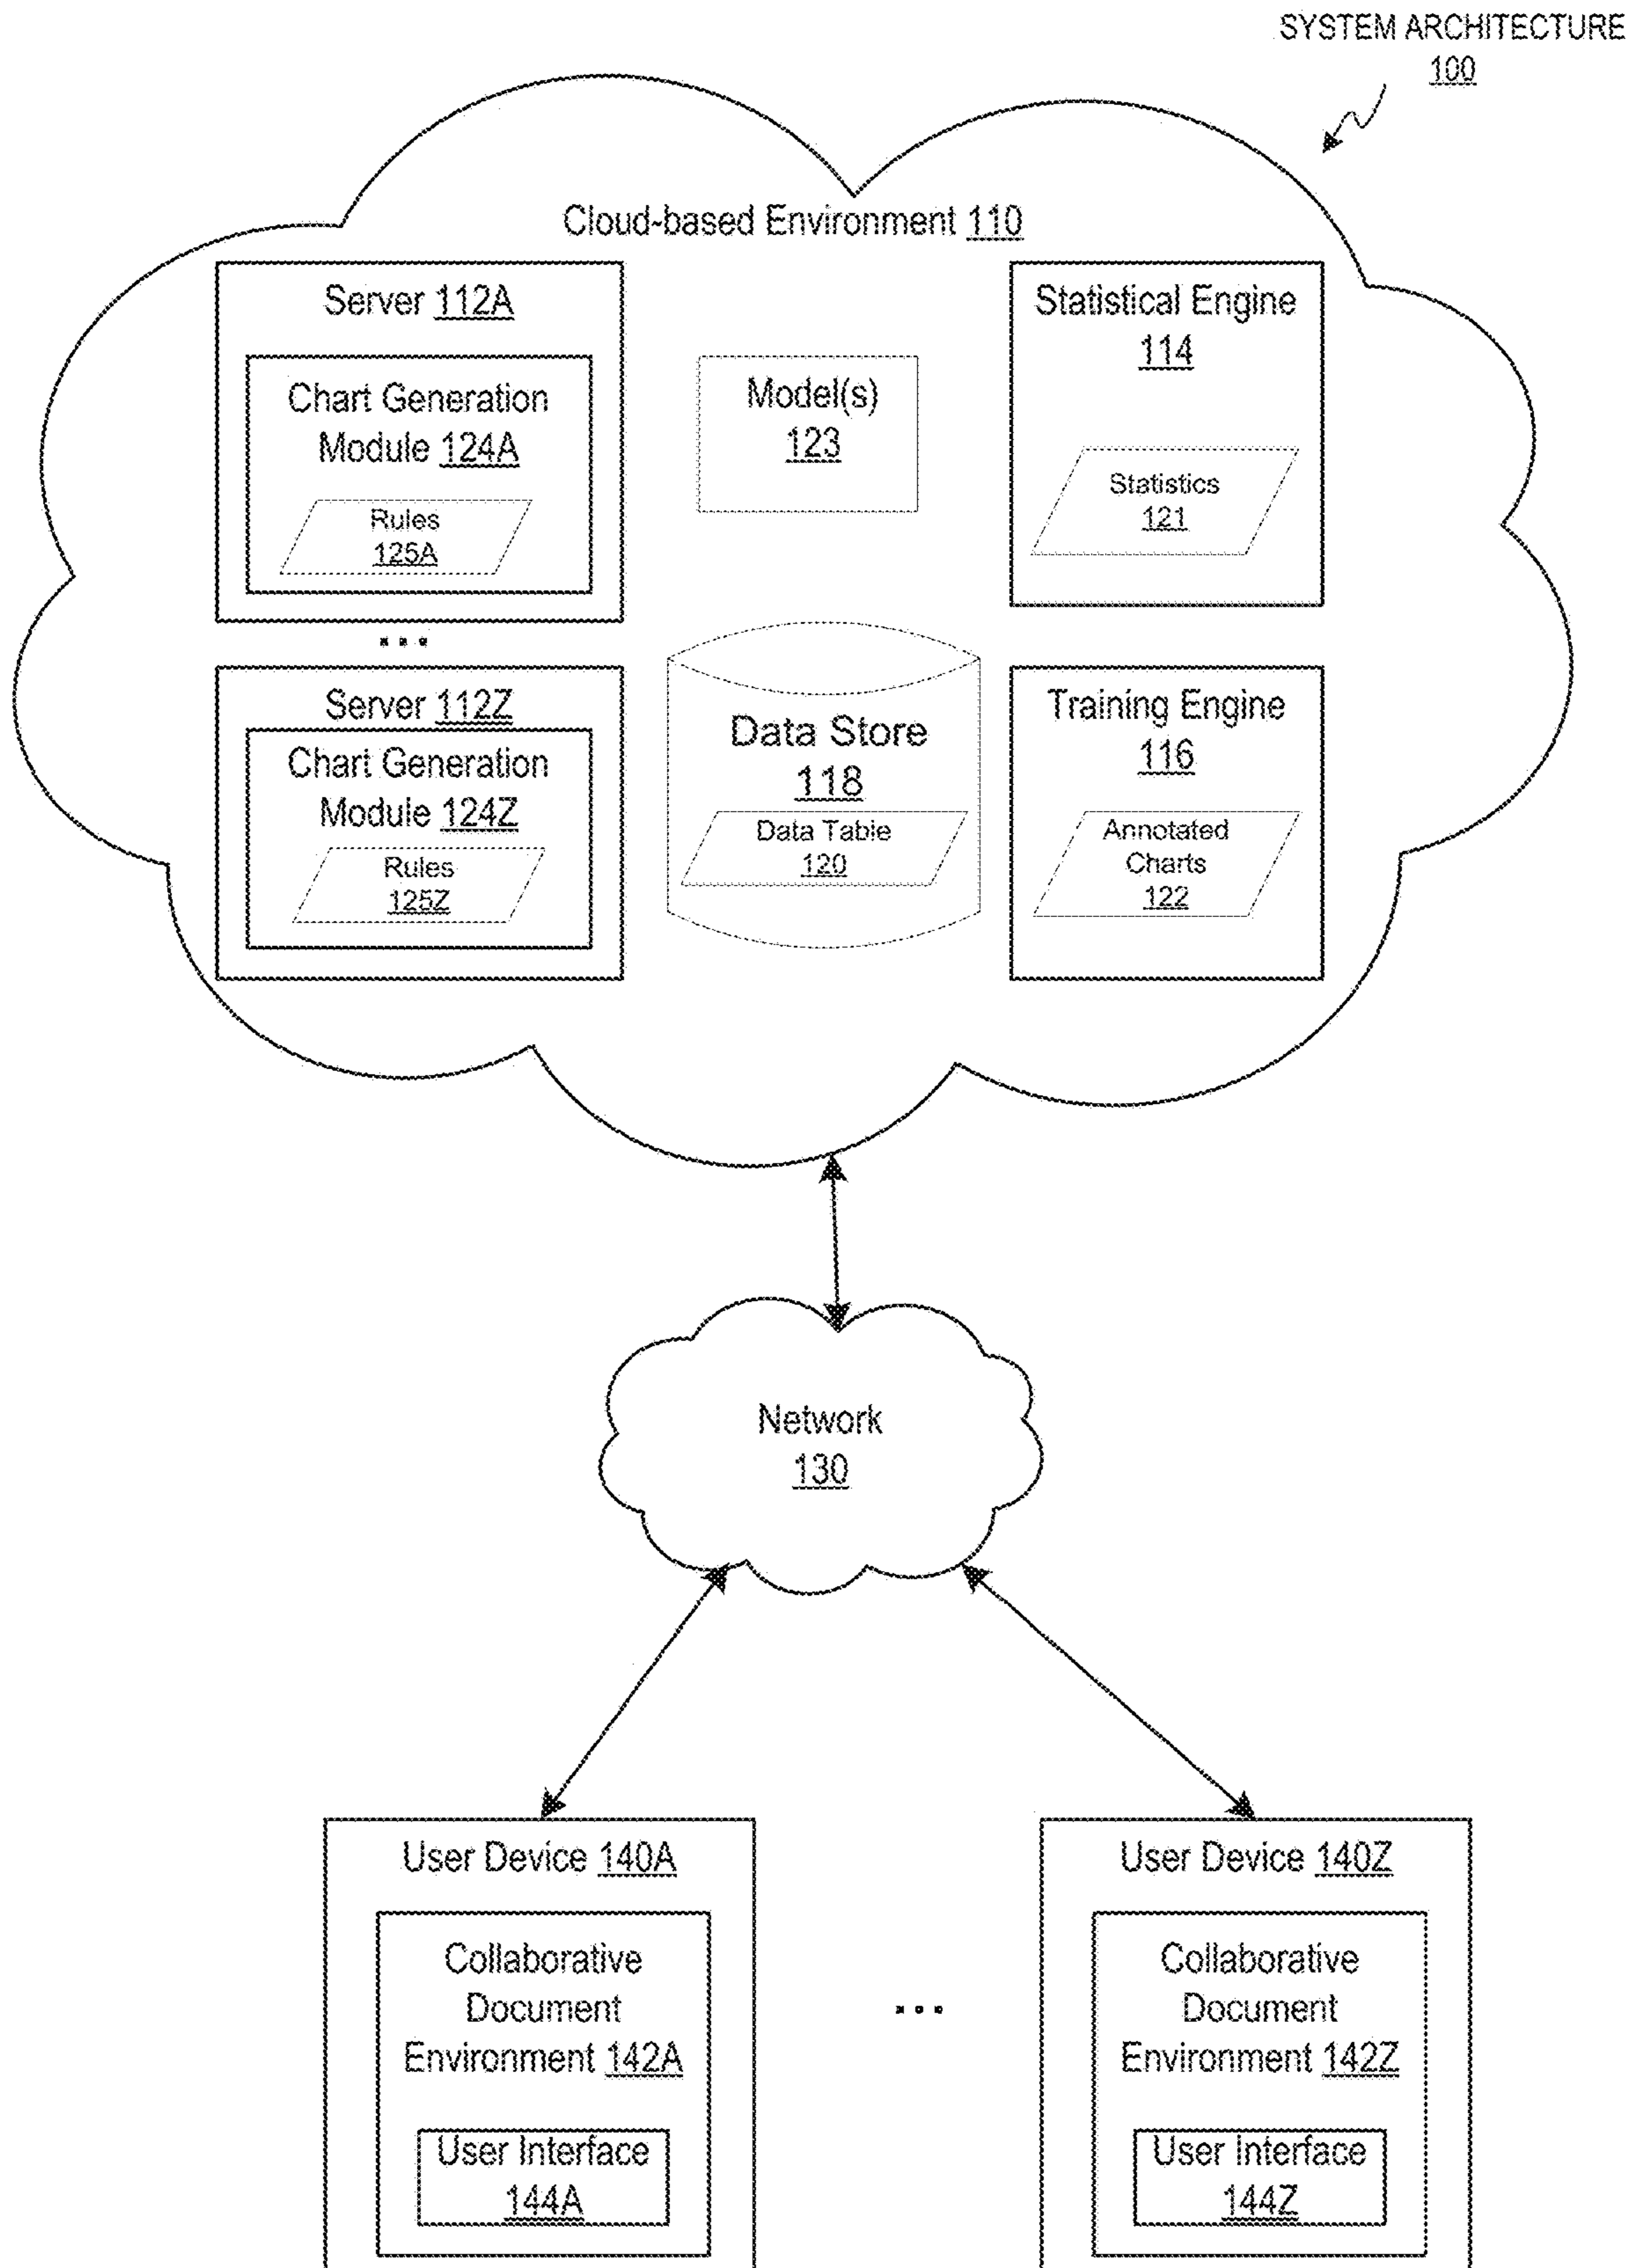 SYSTEM ARCHITECTURE
100
Cloud-based Environment 110
Server 112A
Chart Generation
Module 124A
Rules
125A
...
Server 112Z
Chart Generation
Module 124Z
Rules
125Z
Model(s)
123
Data Store
118
Data Table
120
Statistical Engine
114
Statistics
121
Training Engine
116
Annotated
Charts
122
Network
130
User Device 140A
Collaborative
Document
Environment 142A
User Interface
144A
...
User Device 140Z
Collaborative
Document
Environment 142Z
User Interface
144Z